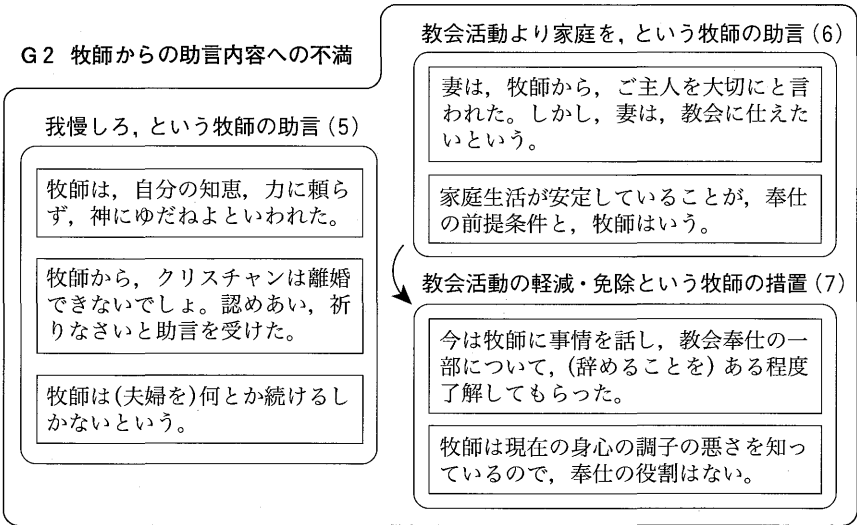 G2 牧師からの助言内容への不満
我慢しろ，という牧師の助言(5)
牧師は，自分の知恵，力に頼ら
ず，神にゆだねよといわれた。
牧師から，クリスチャンは離婚
できないでしょ。認めあい，祈
りなさいと助言を受けた。
牧師は(夫婦を)何とか続けるし
かないという。
教会活動より家庭を，という牧師の助言(6)
妻は，牧師から，ご主人を大切にと言
われた。しかし，妻は，教会に仕えた
いという。
家庭生活が安定していることが，奉仕
の前提条件と，牧師はいう。
教会活動の軽減・免除という牧師の措置(7)
今は牧師に事情を話し，教会奉仕の一
部について，(辞めることを)ある程度
了解してもらった。
牧師は現在の身心の調子の悪さを知っ
ているので，奉仕の役割はない。